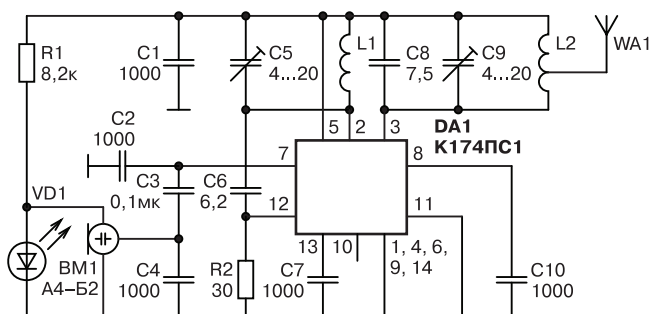 R1
8,2к
C1
1000
C5
4...20
L1
C8
7,5
C9
4...20
L2
WA1
C2
1000
5
2
3
DA1
К174ПС1
7
8
C3
0,1мк
C6
6,2
VD1
12
11
BM1
А4–Б2
C4
1000
R2
30
13
10
1, 4, 6,
9, 14
C7
1000
C10
1000